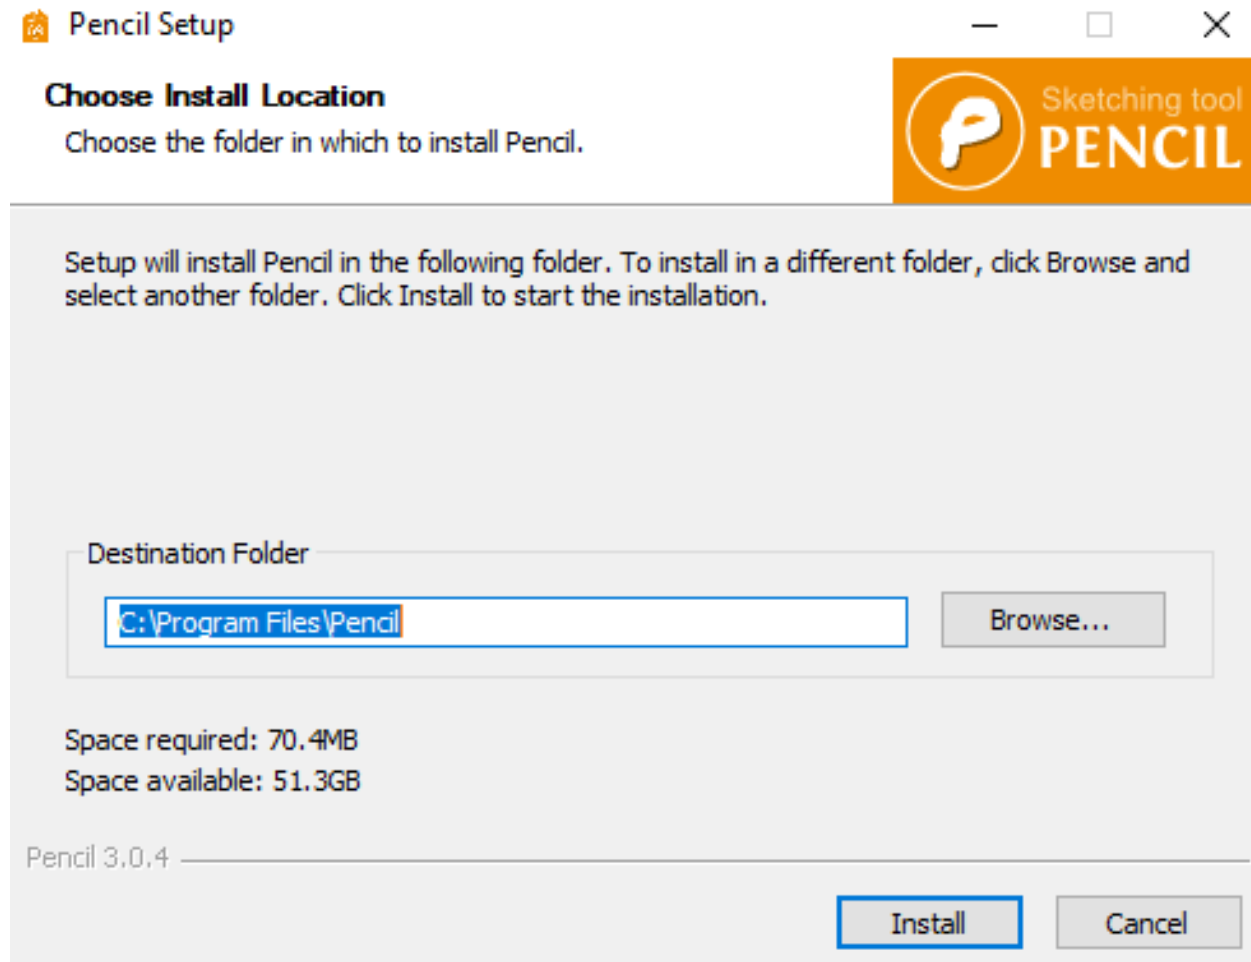 Pencil Setup
Choose Install Location
Choose the folder in which to install Pencil.
Sketching tool
PENCIL
Setup will install Pencil in the following folder. To install in a different folder, click Browse and
select another folder. Click Install to start the installation.
Destination Folder
C:\Program Files\Pencil
Browse...
Space required: 70.4MB
Space available: 51.3GB
Pencil 3.0.4
Install
Cancel